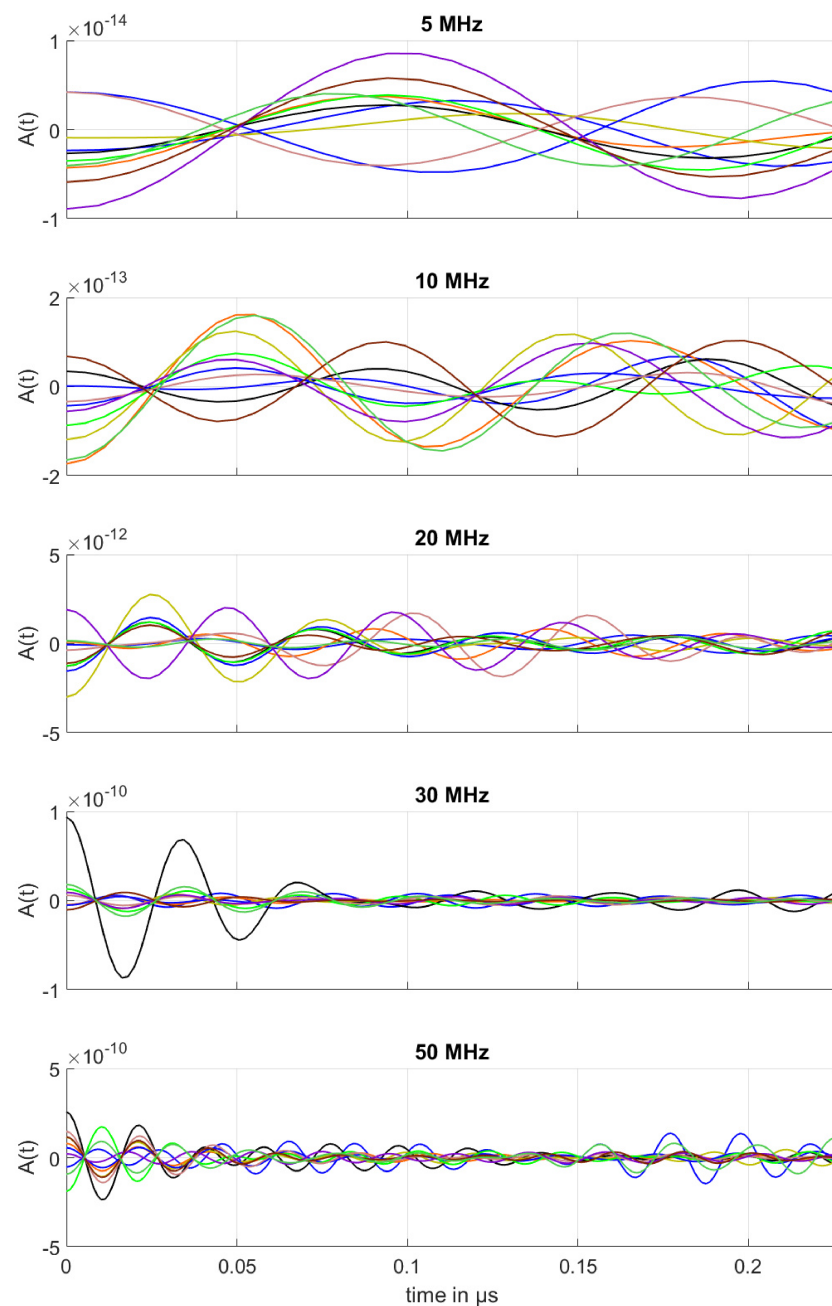 ×10⁻¹⁴
5 MHz
1
0
-1
A(t)
×10⁻¹³
10 MHz
2
0
-2
A(t)
×10⁻¹²
20 MHz
5
0
-5
A(t)
×10⁻¹⁰
30 MHz
1
0
-1
A(t)
×10⁻¹⁰
50 MHz
5
0
-5
A(t)
0 0.05 0.1 0.15 0.2
time in µs